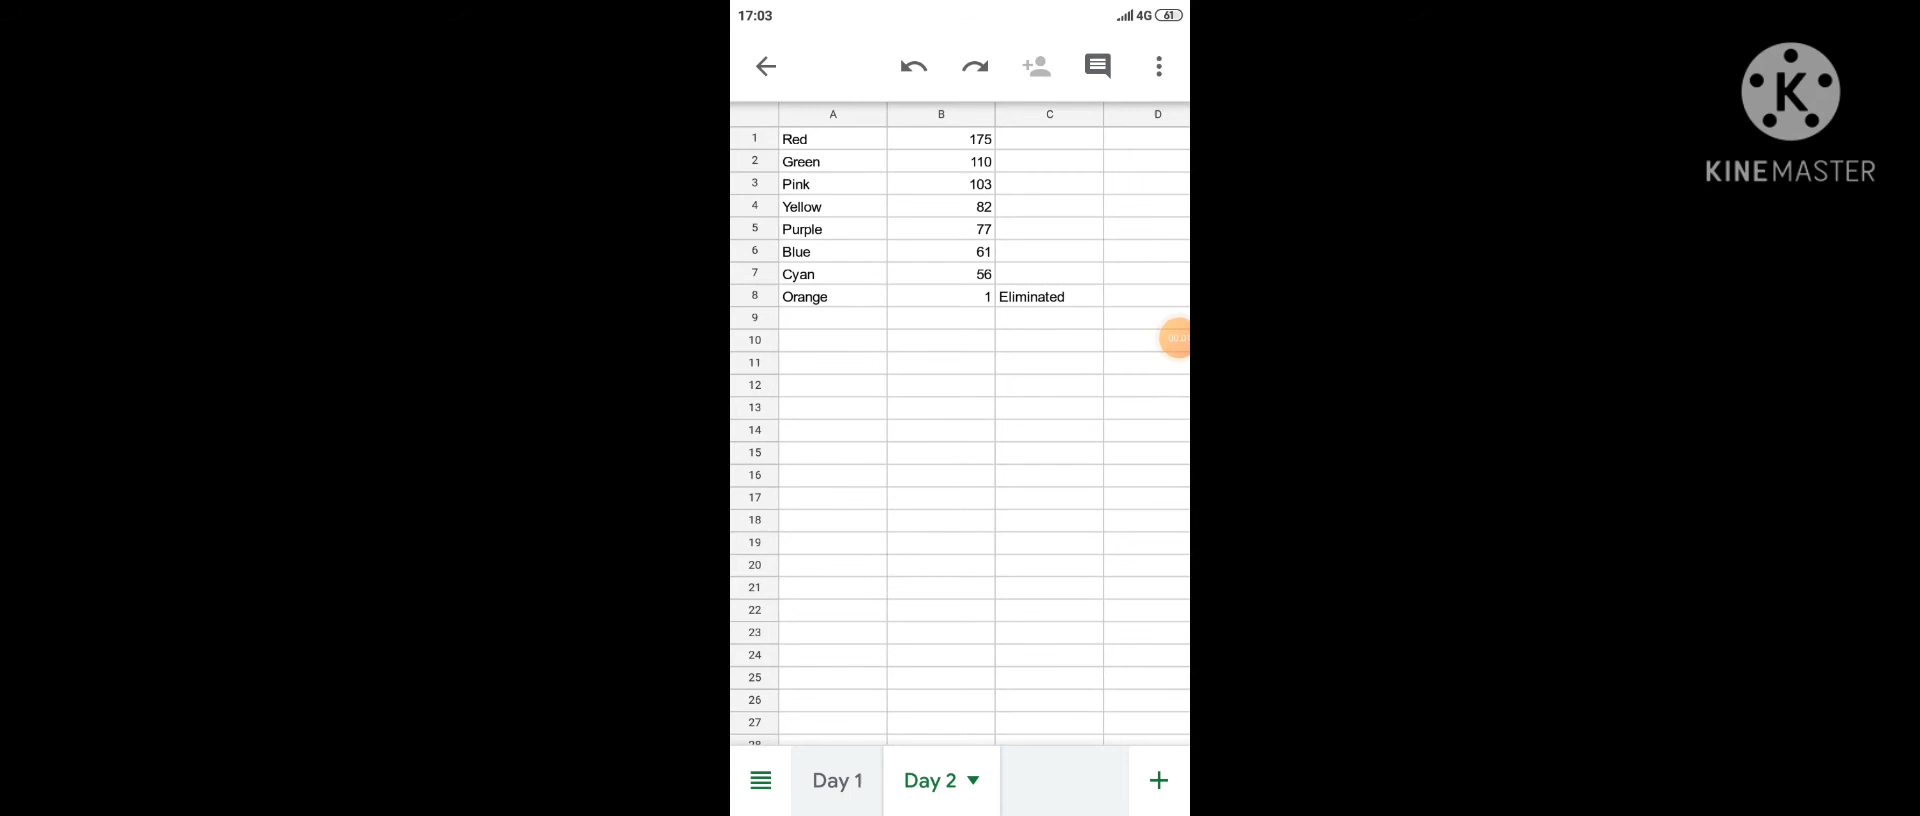 17:03 4G 61
K
KINEMASTER
A B C D
1 Red 175
2 Green 110
3 Pink 103
4 Yellow 82
5 Purple 77
6 Blue 61
7 Cyan 56
8 Orange 1 Eliminated
9
10
11
12
13
14
15
16
17
18
19
20
21
22
23
24
25
26
27
28
Day 1 Day 2